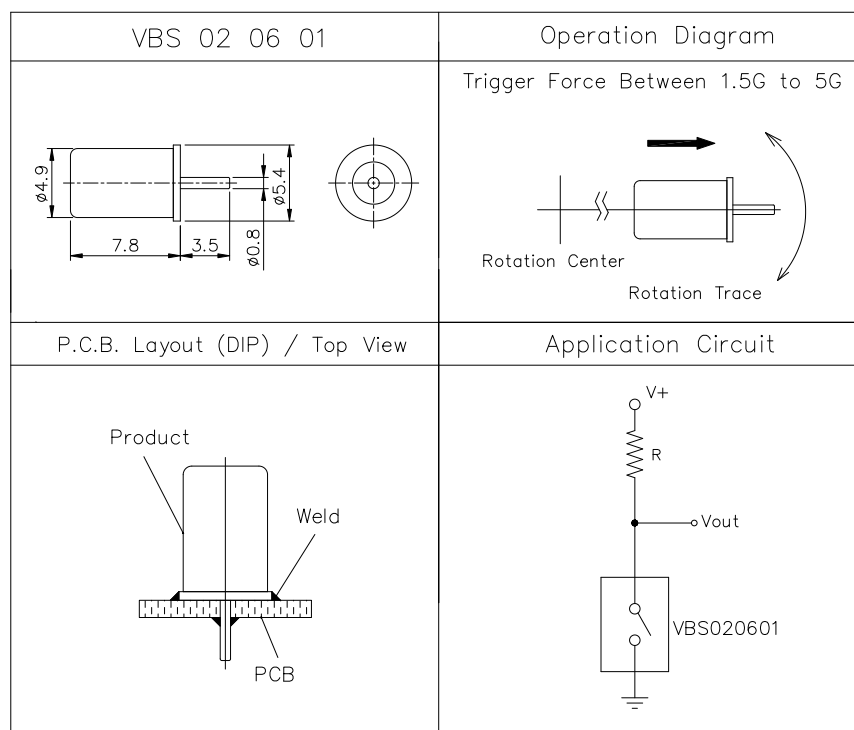 VBS 02 06 01
ø4.9
7.8
3.5
ø0.8
ø5.4
Operation Diagram
Trigger Force Between 1.5G to 5G
Rotation Center
Rotation Trace
P.C.B. Layout (DIP) / Top View
Product
Weld
PCB
Application Circuit
V+
R
Vout
VBS020601